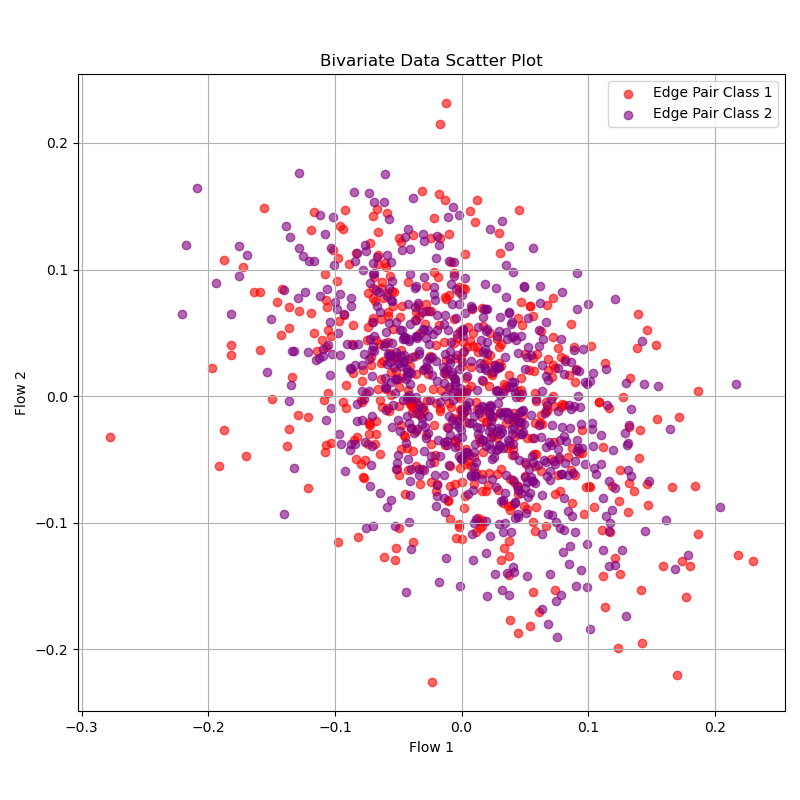 Bivariate Data Scatter Plot
Edge Pair Class 1
Edge Pair Class 2
0.2
0.1
0.0
−0.1
−0.2
Flow 2
−0.3
−0.2
−0.1
0.0
0.1
0.2
Flow 1